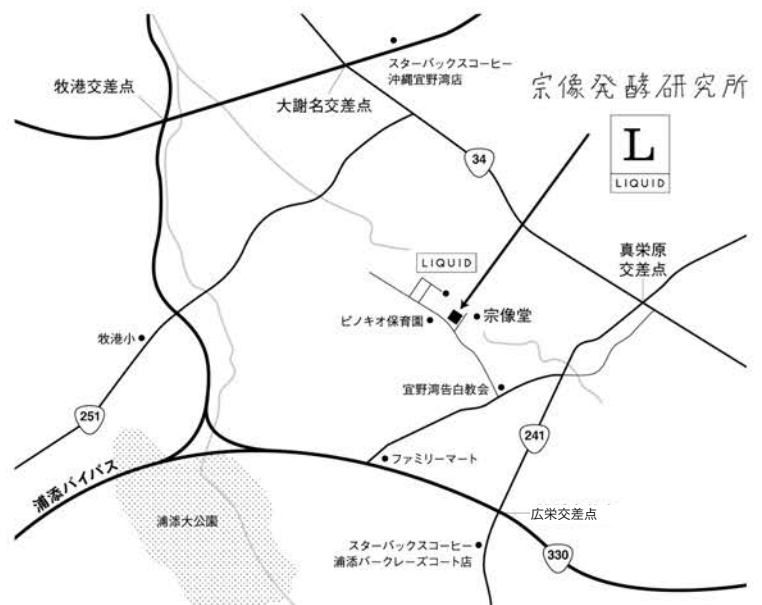 スターバックスコーヒー
沖縄宜野湾店
牧港交差点
大謝名交差点
宗像発酵研究所
L
LIQUID
34
真栄原
交差点
LIQUID
ピノキオ保育園
宗像堂
牧港小
宜野湾告白教会
251
241
浦添バイパス
ファミリーマート
浦添大公園
広栄交差点
スターバックスコーヒー
浦添バークレーズコート店
330